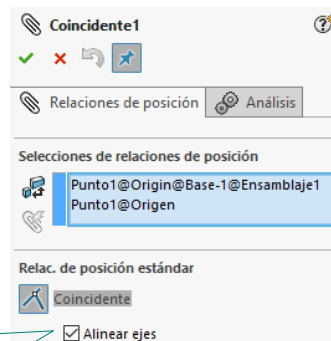 Coincidente1
Relaciones de posición
Análisis
Selecciones de relaciones de posición
Punto1@Origin@Base-1@Ensamblaje1
Punto1@Origen
Relac. de posición estándar
Coincidente
Alinear ejes